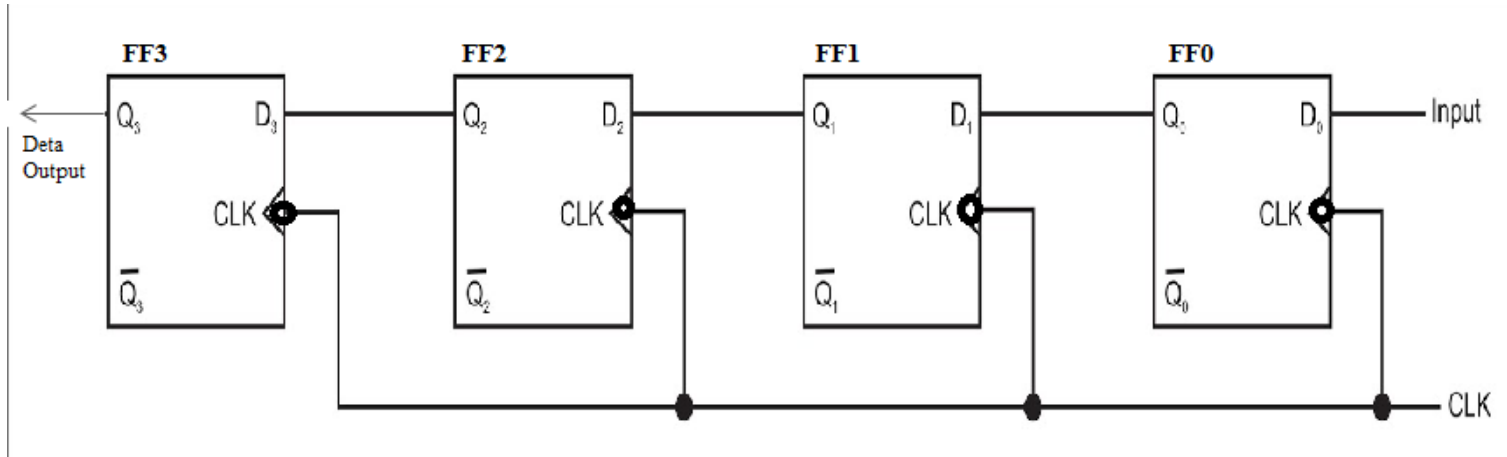 FF3 FF2 FF1 FF0
Q₃ D₃ Q₂ D₂ Q₁ D₁ Q₀ D₀ Input
Deta
Output
CLK CLK CLK CLK
Q̅₃ Q̅₂ Q̅₁ Q̅₀
CLK